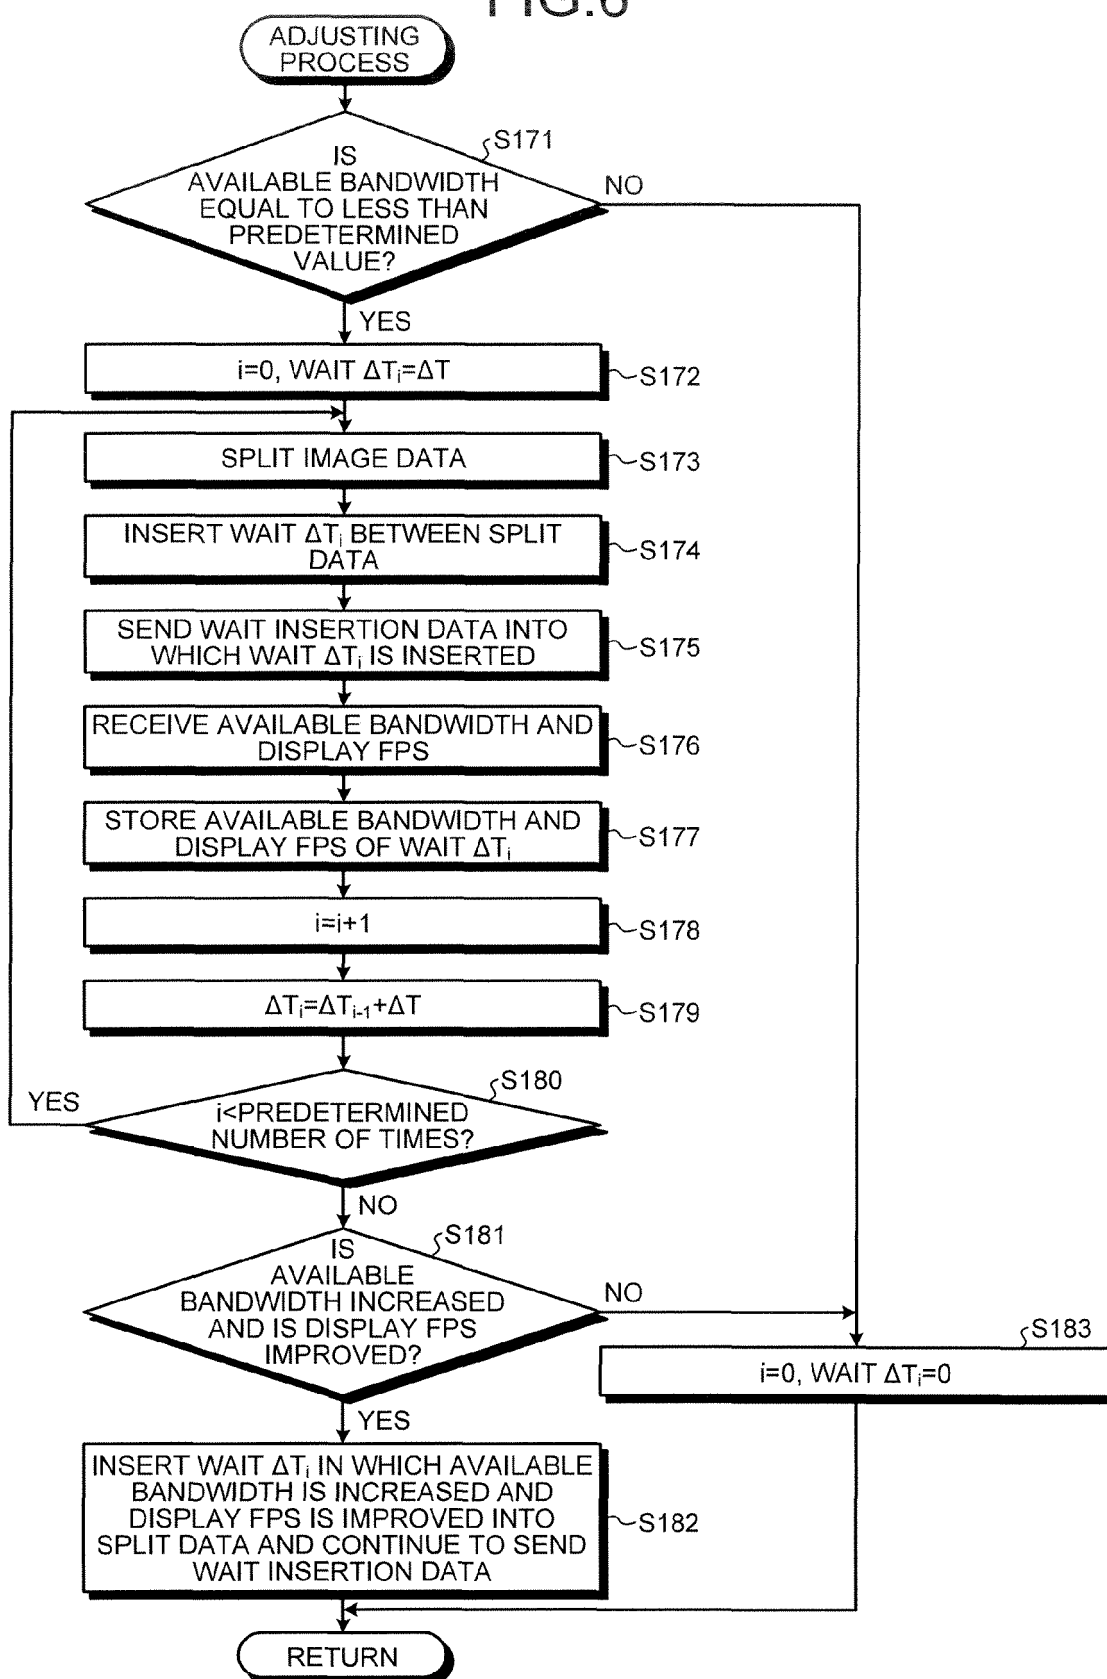 FIG.6
ADJUSTING
PROCESS
S171
IS
AVAILABLE BANDWIDTH
EQUAL TO LESS THAN
PREDETERMINED
VALUE?
NO
YES
i=0, WAIT ΔTi=ΔT
S172
SPLIT IMAGE DATA
S173
INSERT WAIT ΔTi BETWEEN SPLIT
DATA
S174
SEND WAIT INSERTION DATA INTO
WHICH WAIT ΔTi IS INSERTED
S175
RECEIVE AVAILABLE BANDWIDTH AND
DISPLAY FPS
S176
STORE AVAILABLE BANDWIDTH AND
DISPLAY FPS OF WAIT ΔTi
S177
i=i+1
S178
ΔTi=ΔTi-1+ΔT
S179
S180
YES
i<PREDETERMINED
NUMBER OF TIMES?
NO
S181
IS
AVAILABLE
BANDWIDTH INCREASED
AND IS DISPLAY FPS
IMPROVED?
NO
S183
i=0, WAIT ΔTi=0
YES
INSERT WAIT ΔTi IN WHICH AVAILABLE
BANDWIDTH IS INCREASED AND
DISPLAY FPS IS IMPROVED INTO
SPLIT DATA AND CONTINUE TO SEND
WAIT INSERTION DATA
S182
RETURN